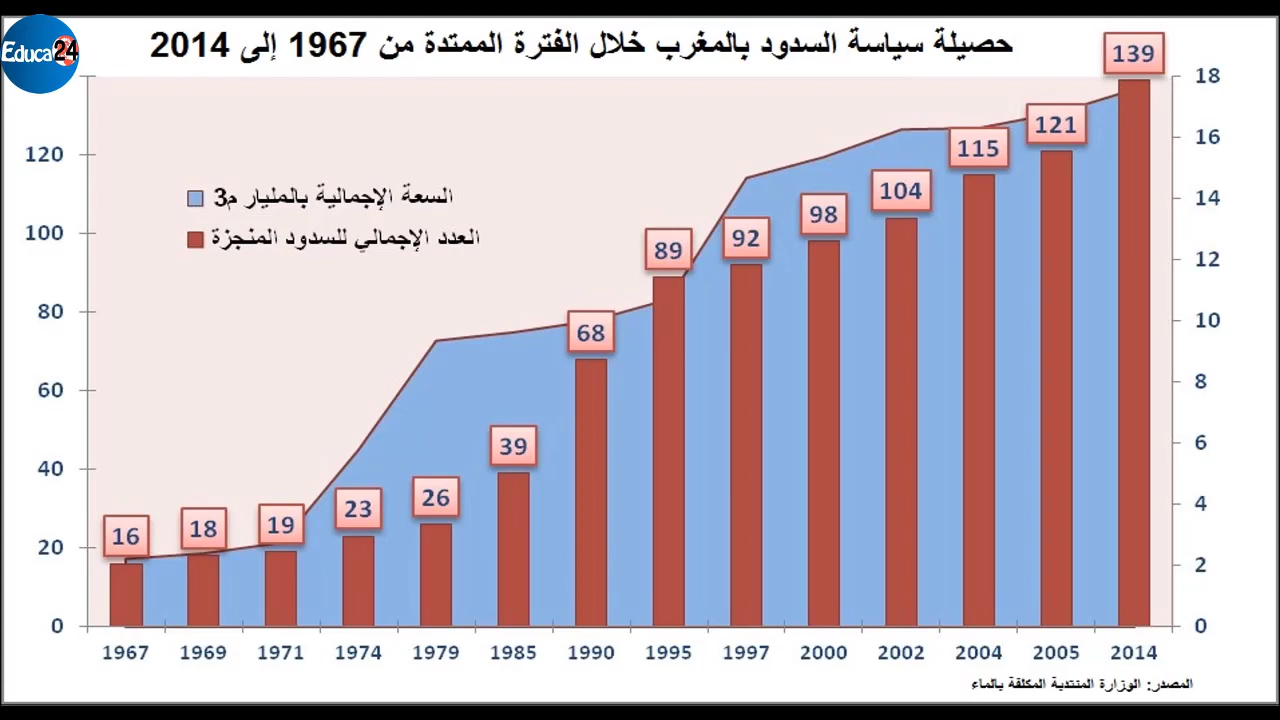 Educa 24
حصيلة سياسة السدود بالمغرب خلال الفترة الممتدة من 1967 إلى 2014
السعة الإجمالية بالمليار م3
العدد الإجمالي للسدود المنجزة
120
100
80
60
40
20
0
18
16
14
12
10
8
6
4
2
0
16 18 19 23 26 39 68 89 92 98 104 115 121 139
1967 1969 1971 1974 1979 1985 1990 1995 1997 2000 2002 2004 2005 2014
المصدر: الوزارة المنتدبة المكلفة بالماء